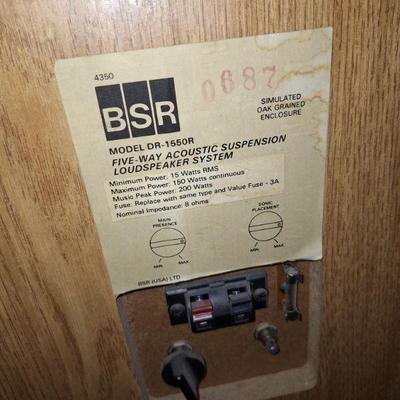 4350
0687
BSR
SIMULATED
OAK GRAINED
ENCLOSURE
MODEL DR-1550R
FIVE-WAY ACOUSTIC SUSPENSION
LOUDSPEAKER SYSTEM
Minimum Power: 15 Watts RMS
Maximum Power: 150 Watts continuous
Music Peak Power: 200 Watts
Fuse: Replace with same type and Value Fuse - 3A
Nominal Impedance: 8 ohms
MAIN
PRESENCE
MIN MAX
SONIC
PLACEMENT
MIN MAX
BSR (USA) LTD